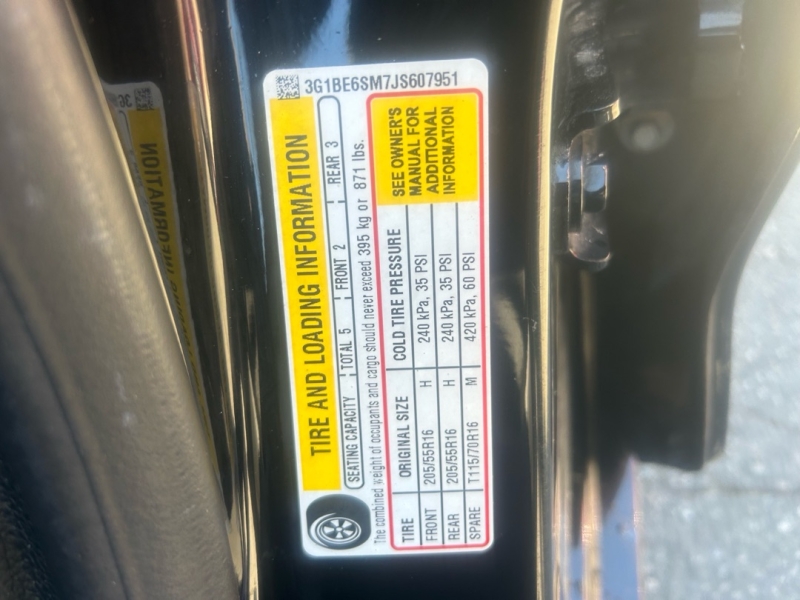 3G1BE6SM7JS607951
TIRE AND LOADING INFORMATION
SEATING CAPACITY TOTAL 5 FRONT 2 REAR 3
The combined weight of occupants and cargo should never exceed 395 kg or 871 lbs.
TIRE ORIGINAL SIZE COLD TIRE PRESSURE
FRONT 205/55R16 H 240 kPa, 35 PSI
REAR 205/55R16 H 240 kPa, 35 PSI
SPARE T115/70R16 M 420 kPa, 60 PSI
SEE OWNER'S
MANUAL FOR
ADDITIONAL
INFORMATION